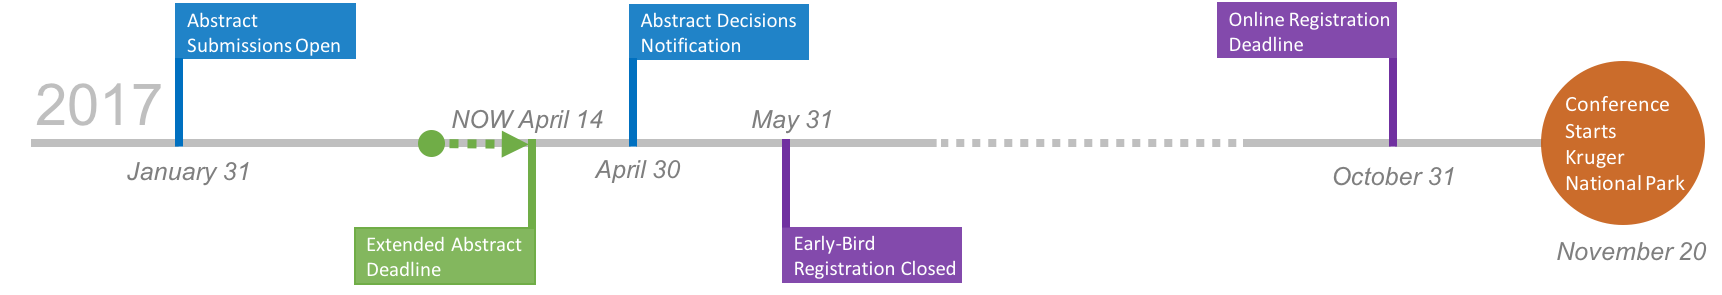 2017
Abstract
Submissions Open
January 31
NOW April 14
Extended Abstract
Deadline
Abstract Decisions
Notification
April 30
May 31
Early-Bird
Registration Closed
Online Registration
Deadline
October 31
Conference
Starts
Kruger
National Park
November 20